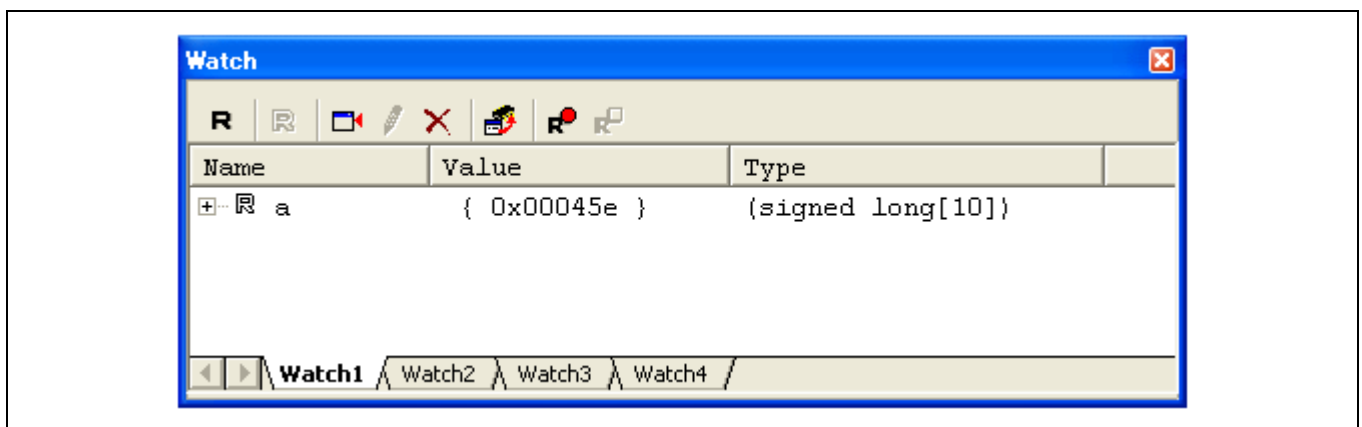 Watch
R R R R
Name Value Type
R a { 0x00045e } (signed long[10])
Watch1 Watch2 Watch3 Watch4